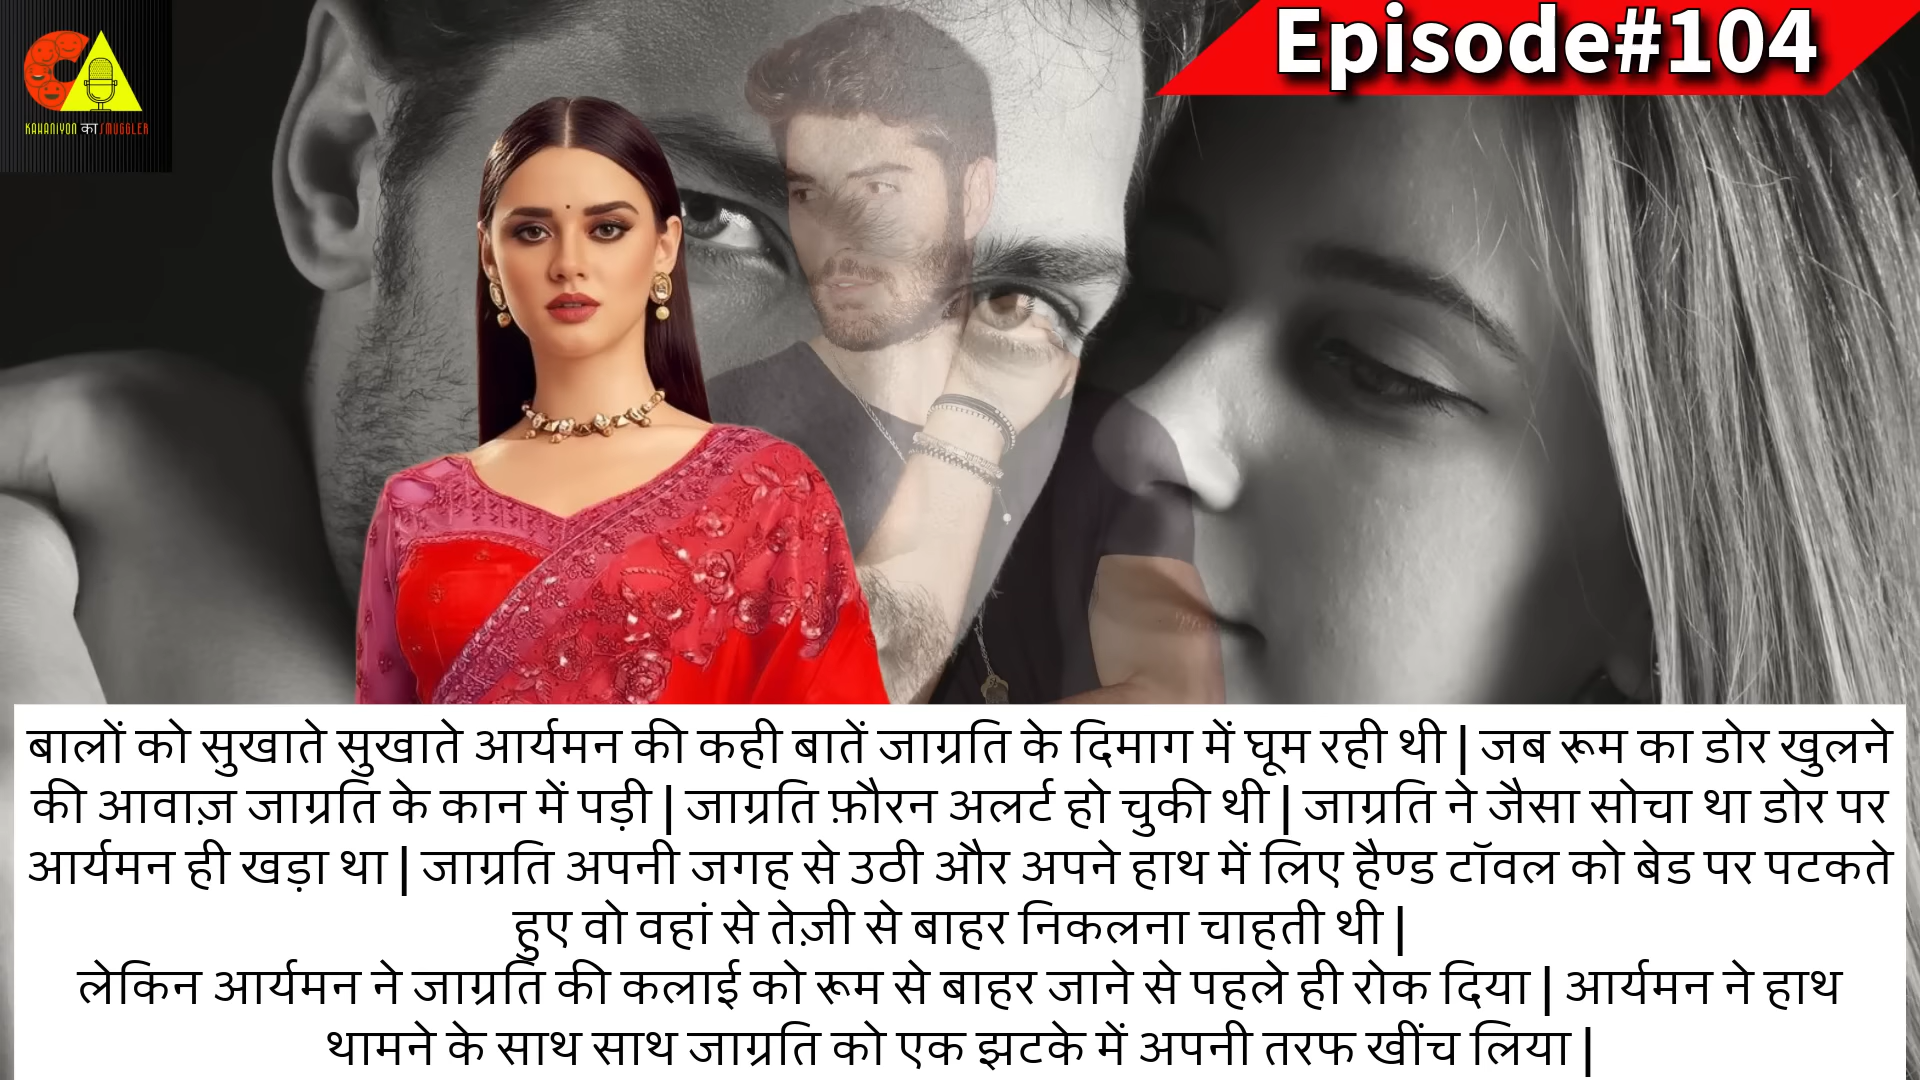 Episode#104
KAHANIYON का SMUGGLER
बालों को सुखाते सुखाते आर्यमन की कही बातें जाग्रति के दिमाग में घूम रही थी | जब रूम का डोर खुलने
की आवाज़ जाग्रति के कान में पड़ी | जाग्रति फ़ौरन अलर्ट हो चुकी थी | जाग्रति ने जैसा सोचा था डोर पर
आर्यमन ही खड़ा था | जाग्रति अपनी जगह से उठी और अपने हाथ में लिए हैण्ड टॉवल को बेड पर पटकते
हुए वो वहां से तेज़ी से बाहर निकलना चाहती थी |
लेकिन आर्यमन ने जाग्रति की कलाई को रूम से बाहर जाने से पहले ही रोक दिया | आर्यमन ने हाथ
थामने के साथ साथ जाग्रति को एक झटके में अपनी तरफ खींच लिया |